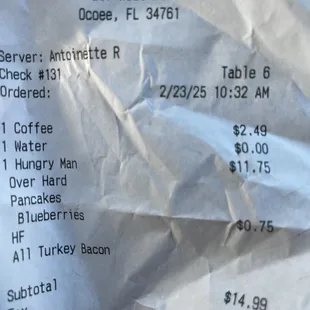 Ocoee, FL 34761
Server: Antoinette R
Check #131 Table 6
Ordered: 2/23/25 10:32 AM
1 Coffee $2.49
1 Water $0.00
1 Hungry Man $11.75
Over Hard
Pancakes
Blueberries $0.75
HF
All Turkey Bacon
Subtotal $14.99